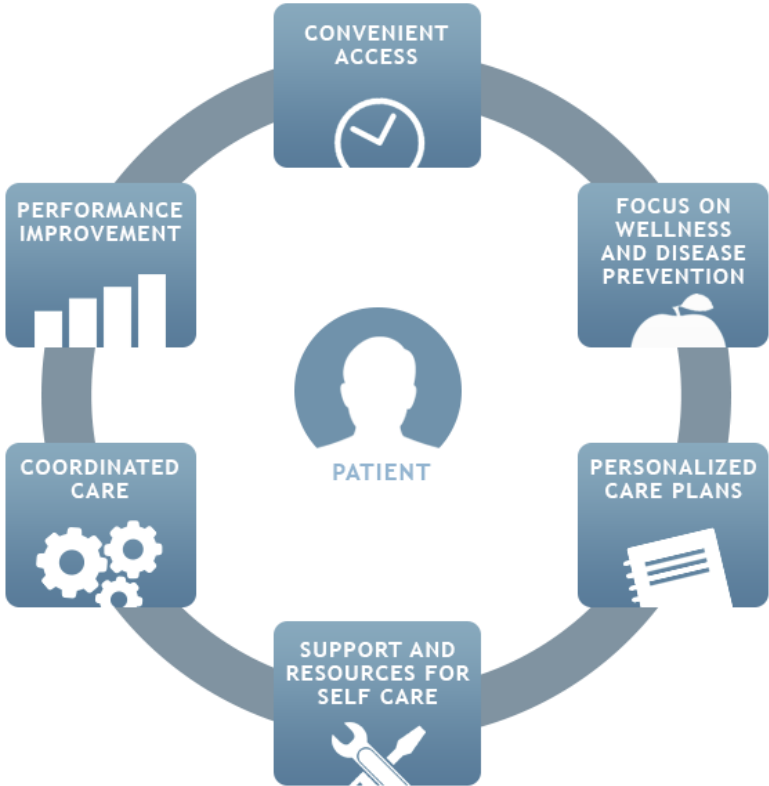 CONVENIENT
ACCESS
FOCUS ON
WELLNESS
AND DISEASE
PREVENTION
PERSONALIZED
CARE PLANS
SUPPORT AND
RESOURCES FOR
SELF CARE
COORDINATED
CARE
PERFORMANCE
IMPROVEMENT
PATIENT